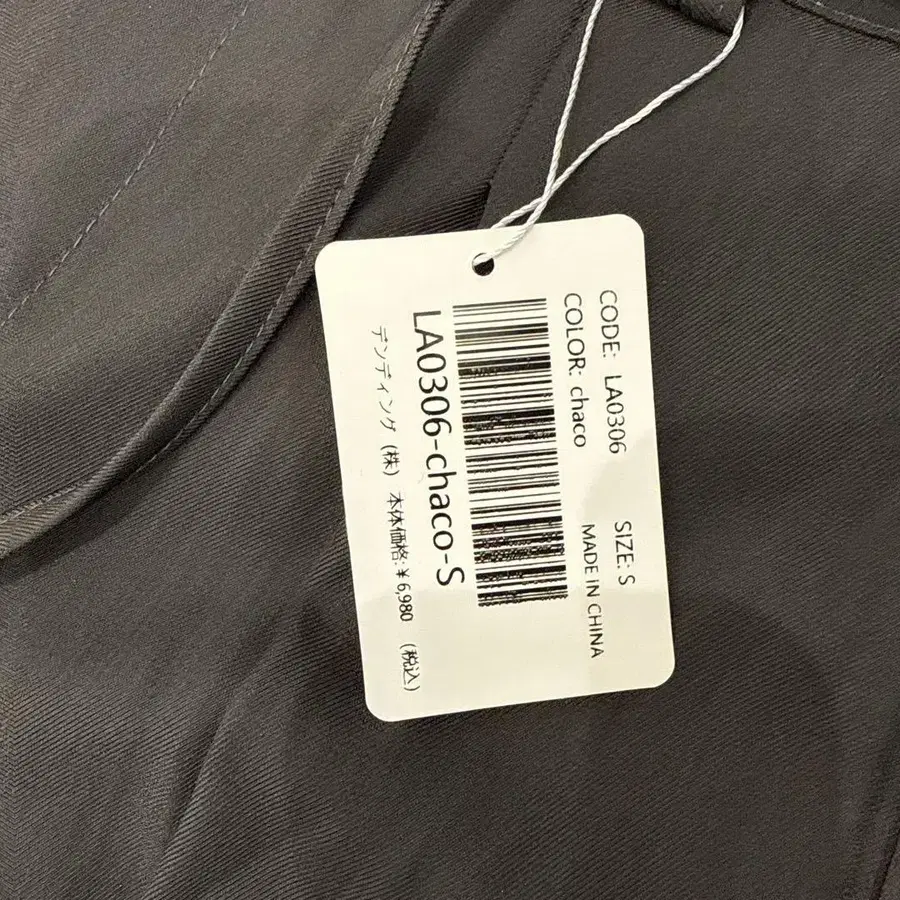 CODE: LA0306 SIZE: S
COLOR: chaco MADE IN CHINA
LA0306-chaco-S
デンディング (株) 本体価格:¥6,980 (税込)